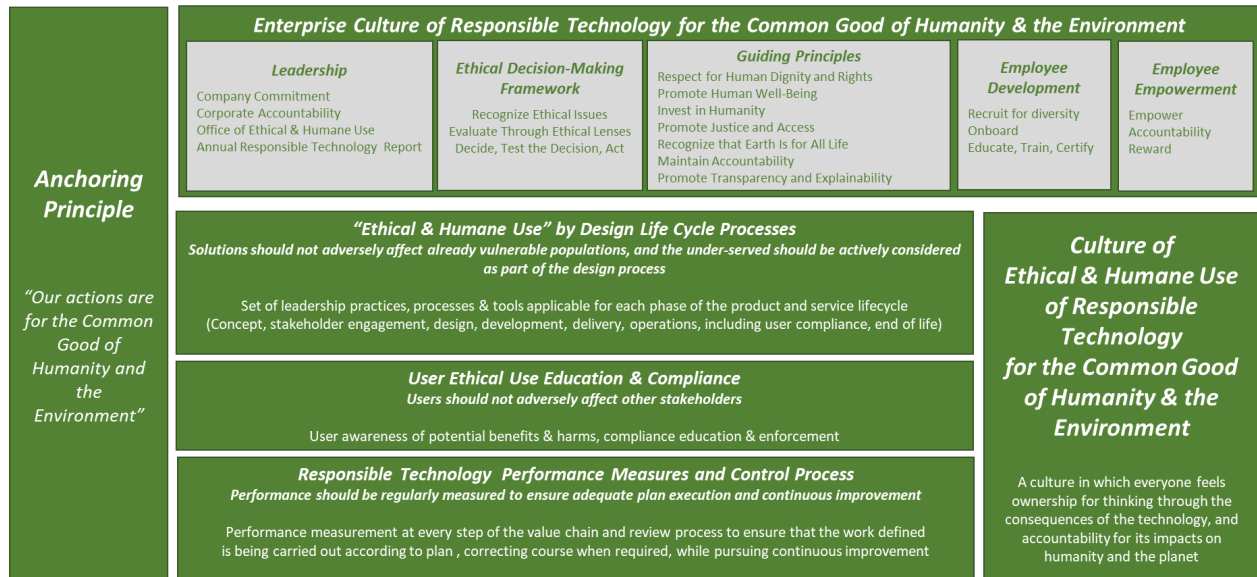 Anchoring
Principle
“Our actions are
for the Common
Good of
Humanity and
the
Environment”
Enterprise Culture of Responsible Technology for the Common Good of Humanity & the Environment
Leadership
Company Commitment
Corporate Accountability
Office of Ethical & Humane Use
Annual Responsible Technology Report
Ethical Decision-Making
Framework
Recognize Ethical Issues
Evaluate Through Ethical Lenses
Decide, Test the Decision, Act
Guiding Principles
Respect for Human Dignity and Rights
Promote Human Well-Being
Invest in Humanity
Promote Justice and Access
Recognize that Earth Is for All Life
Maintain Accountability
Promote Transparency and Explainability
Employee
Development
Recruit for diversity
Onboard
Educate, Train, Certify
Employee
Empowerment
Empower
Accountability
Reward
“Ethical & Humane Use” by Design Life Cycle Processes
Solutions should not adversely affect already vulnerable populations, and the under-served should be actively considered
as part of the design process
Set of leadership practices, processes & tools applicable for each phase of the product and service lifecycle
(Concept, stakeholder engagement, design, development, delivery, operations, including user compliance, end of life)
User Ethical Use Education & Compliance
Users should not adversely affect other stakeholders
User awareness of potential benefits & harms, compliance education & enforcement
Responsible Technology Performance Measures and Control Process
Performance should be regularly measured to ensure adequate plan execution and continuous improvement
Performance measurement at every step of the value chain and review process to ensure that the work defined
is being carried out according to plan , correcting course when required, while pursuing continuous improvement
Culture of
Ethical & Humane Use
of Responsible
Technology
for the Common Good
of Humanity & the
Environment
A culture in which everyone feels
ownership for thinking through the
consequences of the technology, and
accountability for its impacts on
humanity and the planet